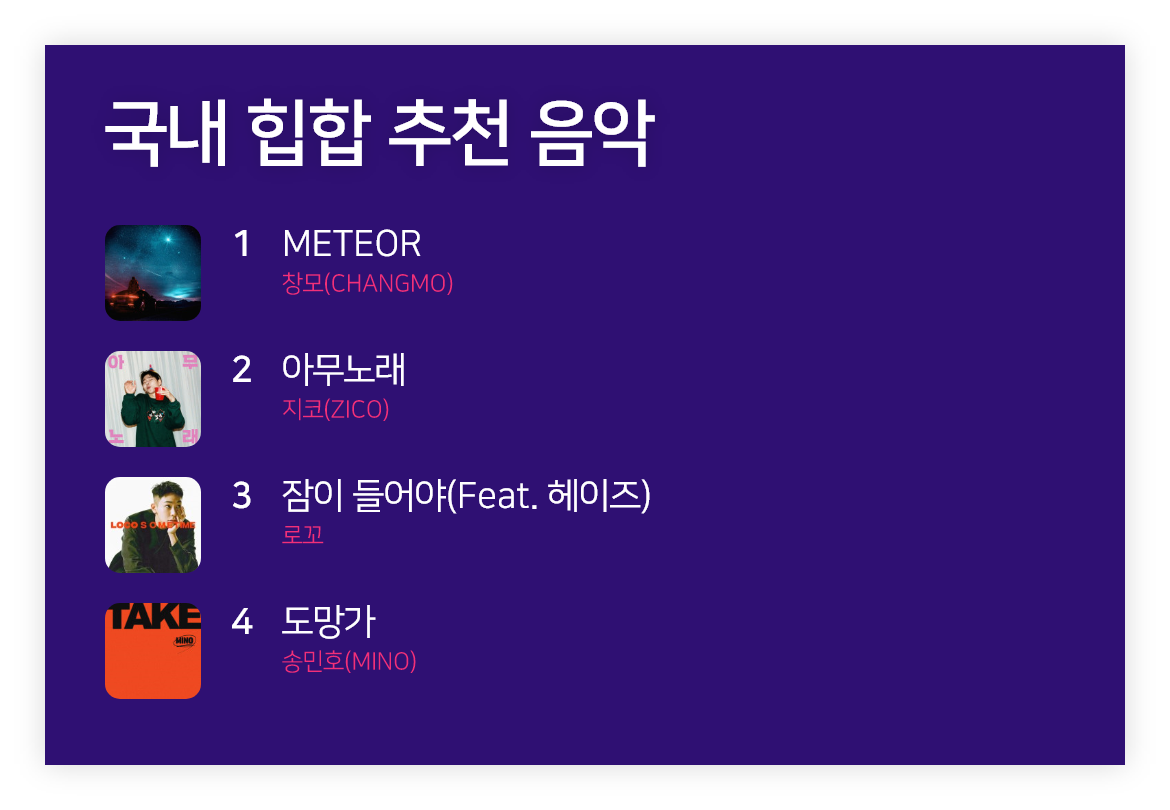 국내 힙합 추천 음악
1 METEOR
창모(CHANGMO)
아 무
노 래
2 아무노래
지코(ZICO)
LOCO SOMETIME
3 잠이 들어야(Feat. 헤이즈)
로꼬
TAKE
MINO
4 도망가
송민호(MINO)